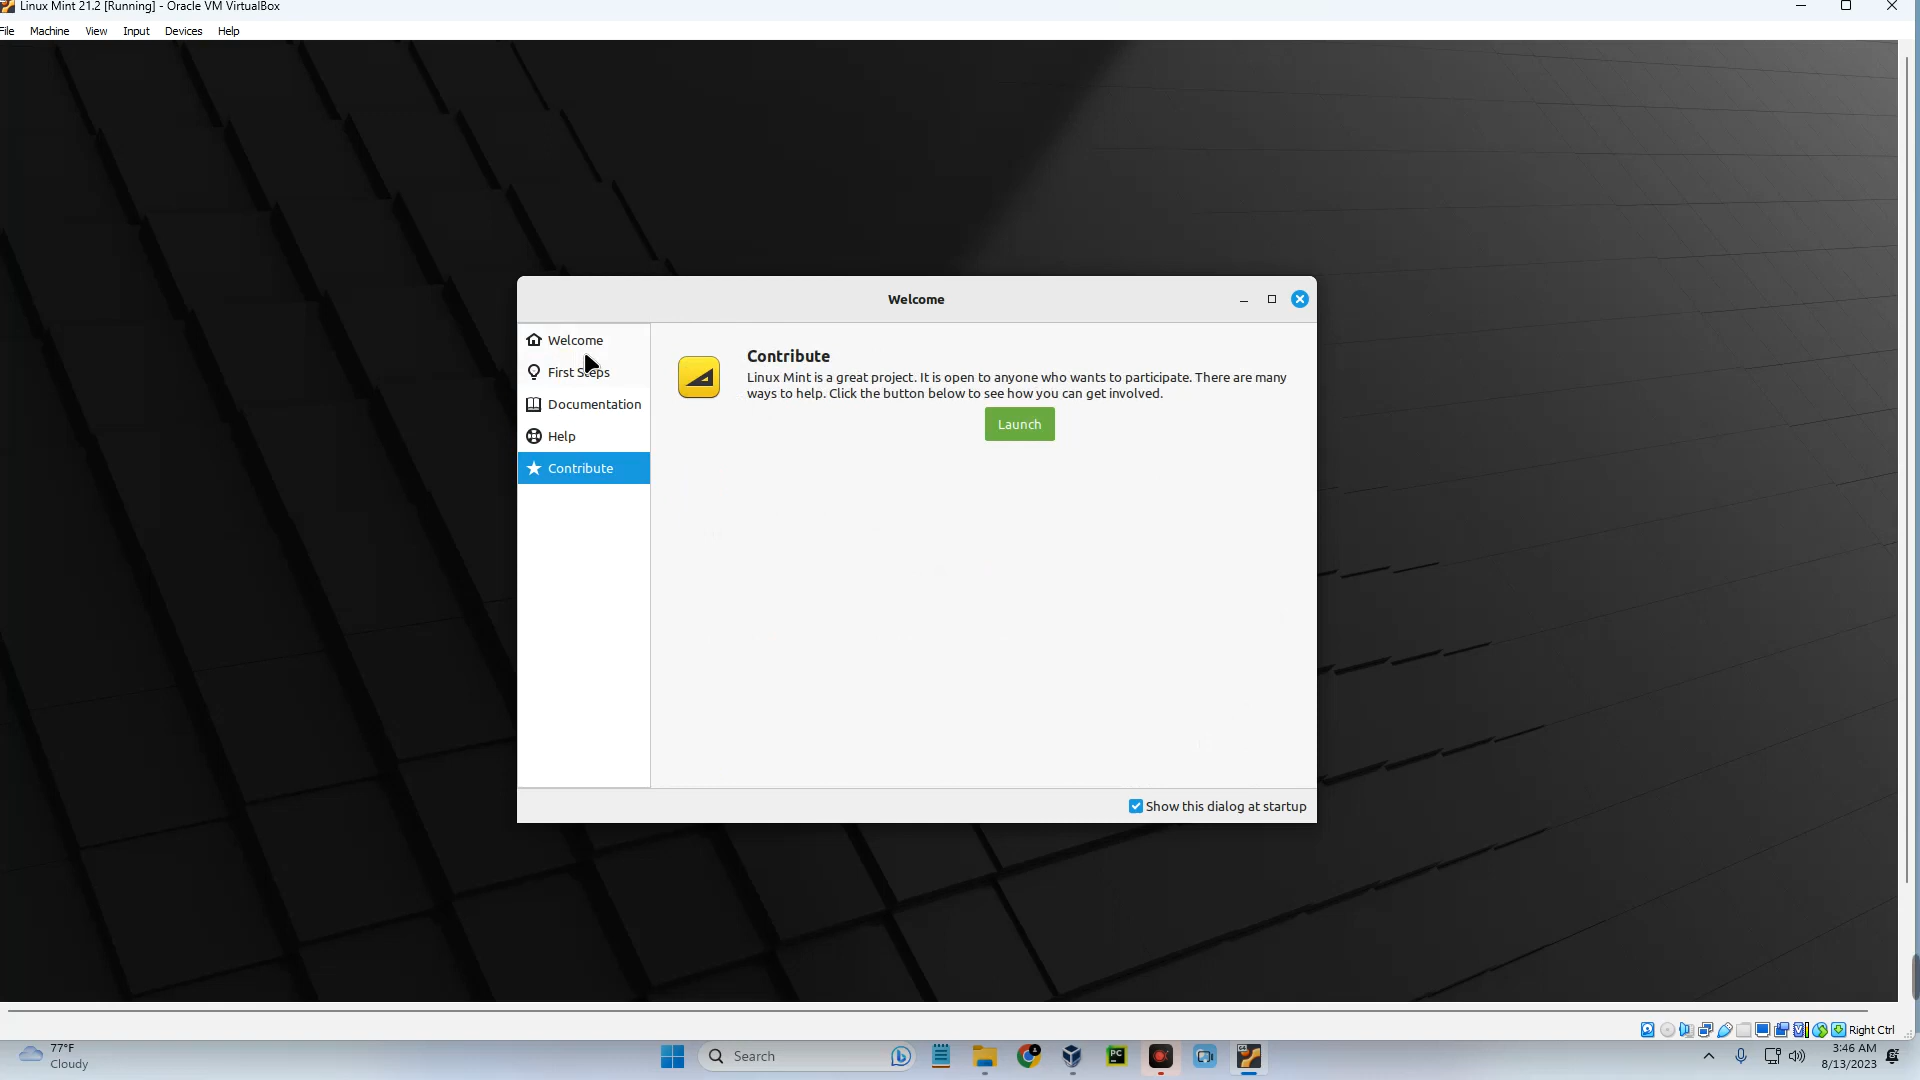 Linux Mint 21.2 [Running] - Oracle VM VirtualBox
File Machine View Input Devices Help
Welcome
Welcome
First Steps
Documentation
Help
Contribute
Contribute
Linux Mint is a great project. It is open to anyone who wants to participate. There are many
ways to help. Click the button below to see how you can get involved.
Launch
Show this dialog at startup
Right Ctrl
77°F
Cloudy
Search
PC
3:46 AM
8/13/2023